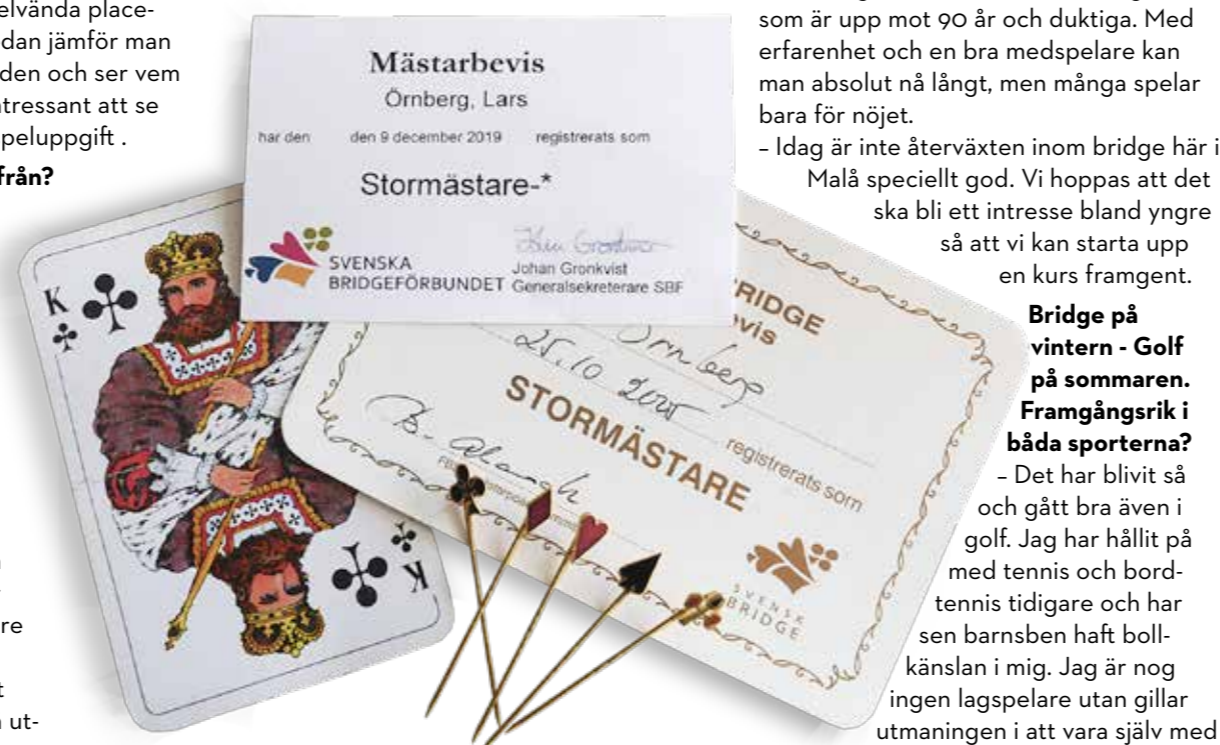 elvända place-
dan jämför man
den och ser vem
tressant att se
peluppgift .
från?
re
t
ut-
K
K
Mästarbevis
Örnberg, Lars
har den den 9 december 2019 registrerats som
Stormästare-*
SVENSKA
BRIDGEFÖRBUNDET
Johan Gronkvist
Generalsekreterare SBF
BRIDGE
vis
Örnberg
25.10
registrerats som
STORMÄSTARE
SVENSK
BRIDGE
som är upp mot 90 år och duktiga. Med
erfarenhet och en bra medspelare kan
man absolut nå långt, men många spelar
bara för nöjet.
– Idag är inte återväxten inom bridge här i
Malå speciellt god. Vi hoppas att det
ska bli ett intresse bland yngre
så att vi kan starta upp
en kurs framgent.
Bridge på
vintern - Golf
på sommaren.
Framgångsrik i
båda sporterna?
– Det har blivit så
och gått bra även i
golf. Jag har hållit på
med tennis och bord-
tennis tidigare och har
sen barnsben haft boll-
känslan i mig. Jag är nog
ingen lagspelare utan gillar
utmaningen i att vara själv med